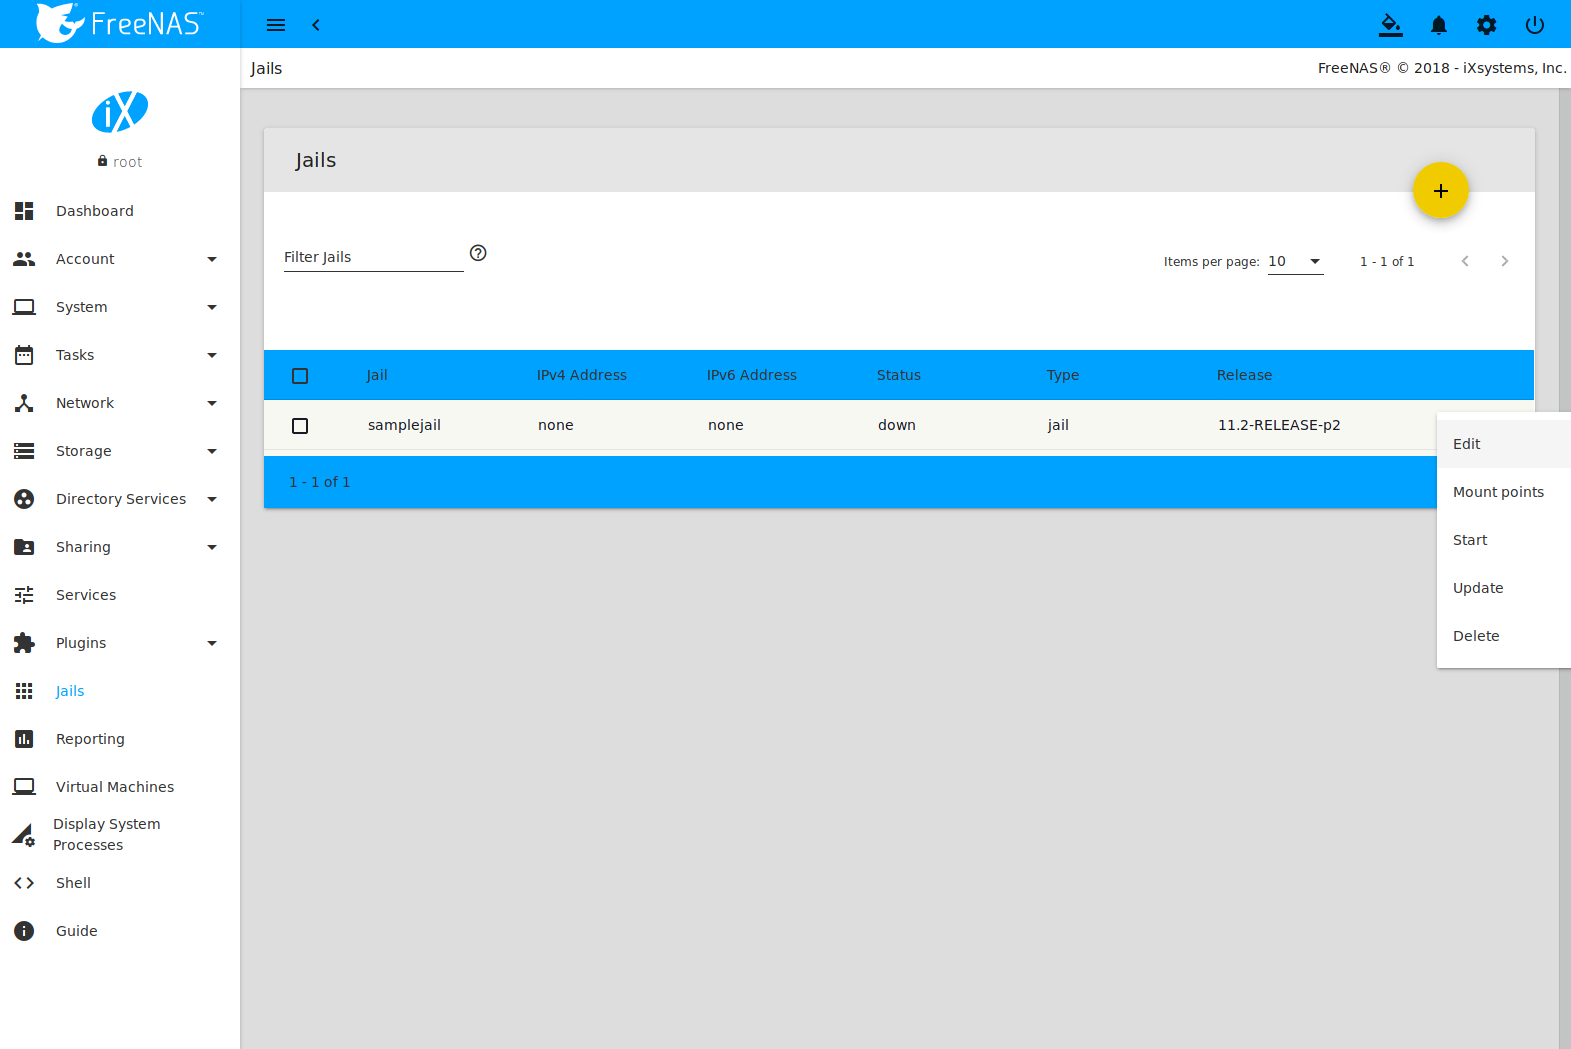 FreeNAS™
Jails
FreeNAS® © 2018 - iXsystems, Inc.
iX
root
Dashboard
Account
System
Tasks
Network
Storage
Directory Services
Sharing
Services
Plugins
Jails
Reporting
Virtual Machines
Display System
Processes
Shell
Guide
Jails
Filter Jails
Items per page: 10 1 - 1 of 1
Jail IPv4 Address IPv6 Address Status Type Release
samplejail none none down jail 11.2-RELEASE-p2
1 - 1 of 1
Edit
Mount points
Start
Update
Delete